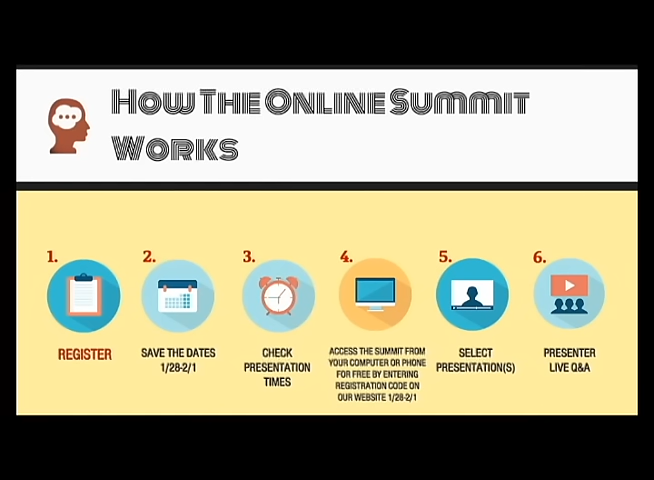 HOW THE ONLINE SUMMIT
WORKS
1.
REGISTER
2.
SAVE THE DATES
1/28-2/1
3.
CHECK
PRESENTATION
TIMES
4.
ACCESS THE SUMMIT FROM
YOUR COMPUTER OR PHONE
FOR FREE BY ENTERING
REGISTRATION CODE ON
OUR WEBSITE 1/28-2/1
5.
SELECT
PRESENTATION(S)
6.
PRESENTER
LIVE Q&A